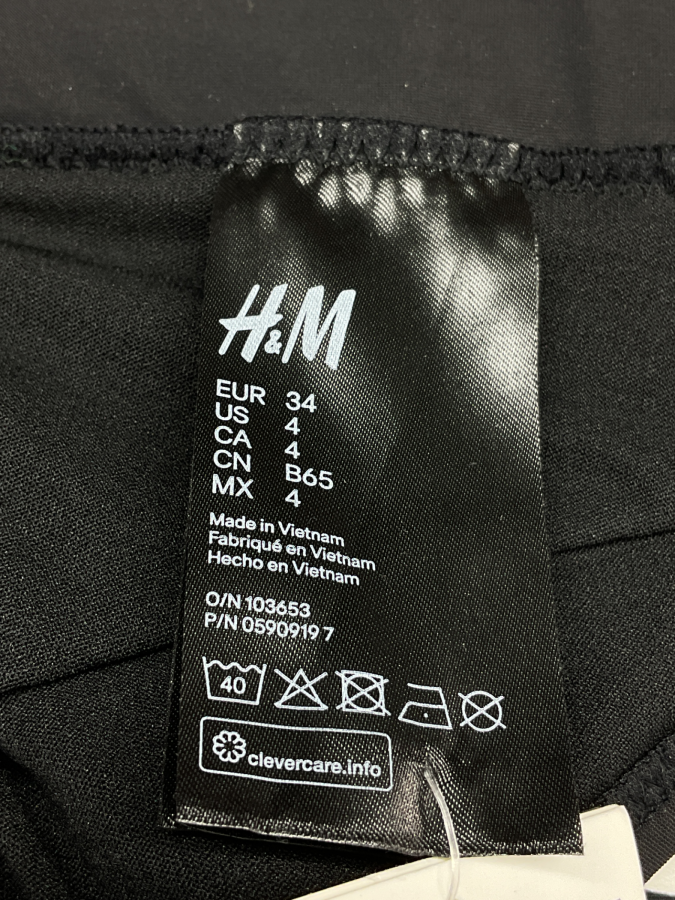 H&M
EUR 34
US 4
CA 4
CN B65
MX 4
Made in Vietnam
Fabriqué en Vietnam
Hecho en Vietnam
O/N 103653
P/N 0590919 7
40
clevercare.info